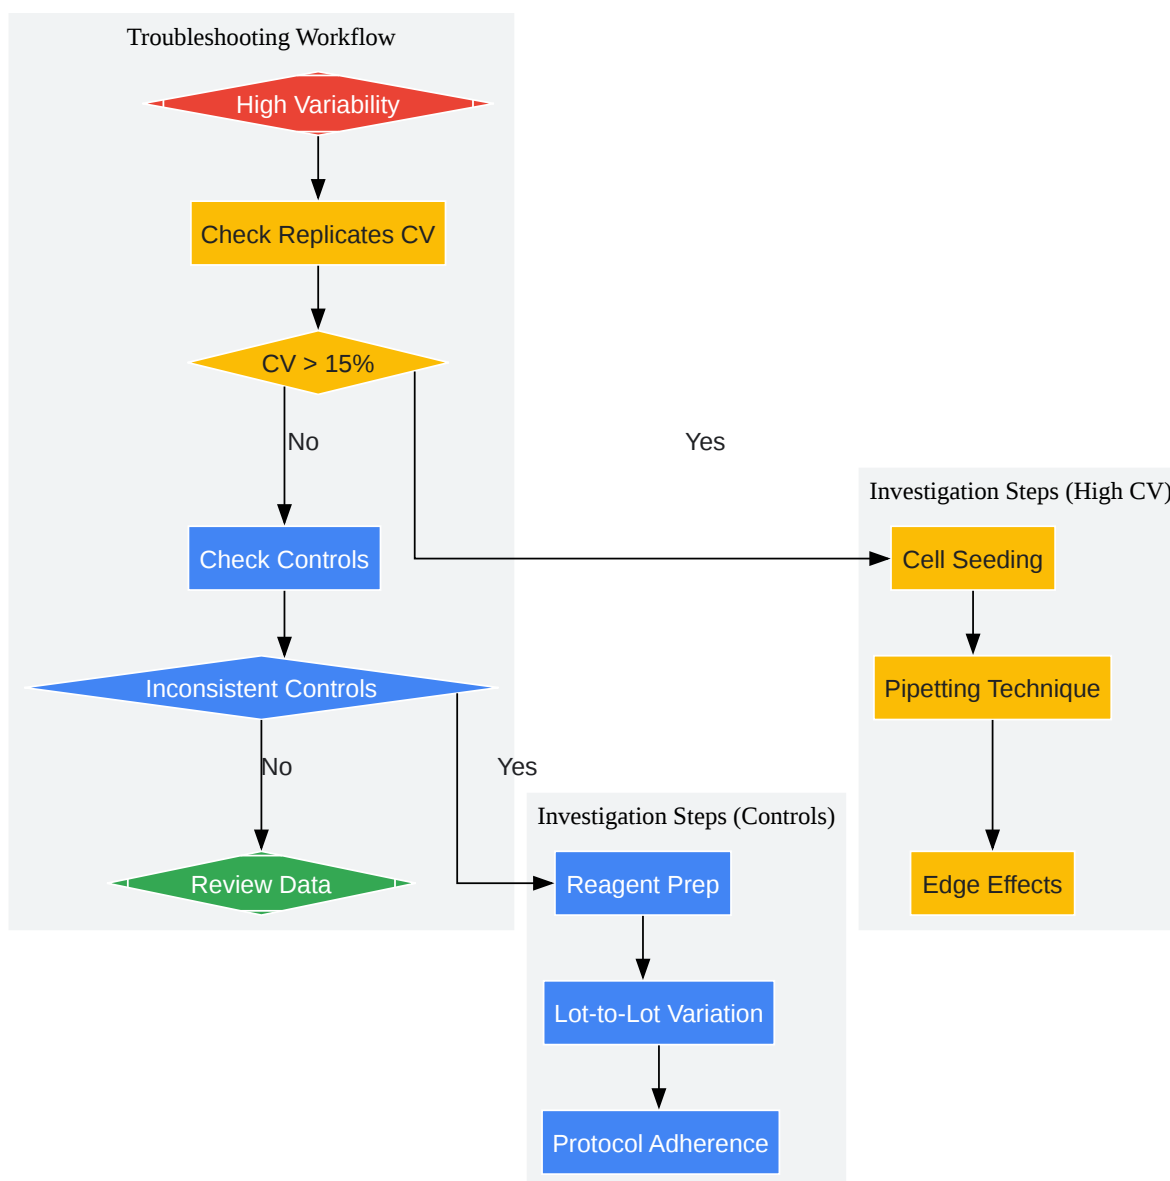 Troubleshooting Workflow
High Variability
Check Replicates CV
CV > 15%
No
Yes
Investigation Steps (High CV)
Check Controls
Cell Seeding
Inconsistent Controls
Pipetting Technique
No
Yes
Investigation Steps (Controls)
Review Data
Reagent Prep
Edge Effects
Lot-to-Lot Variation
Protocol Adherence